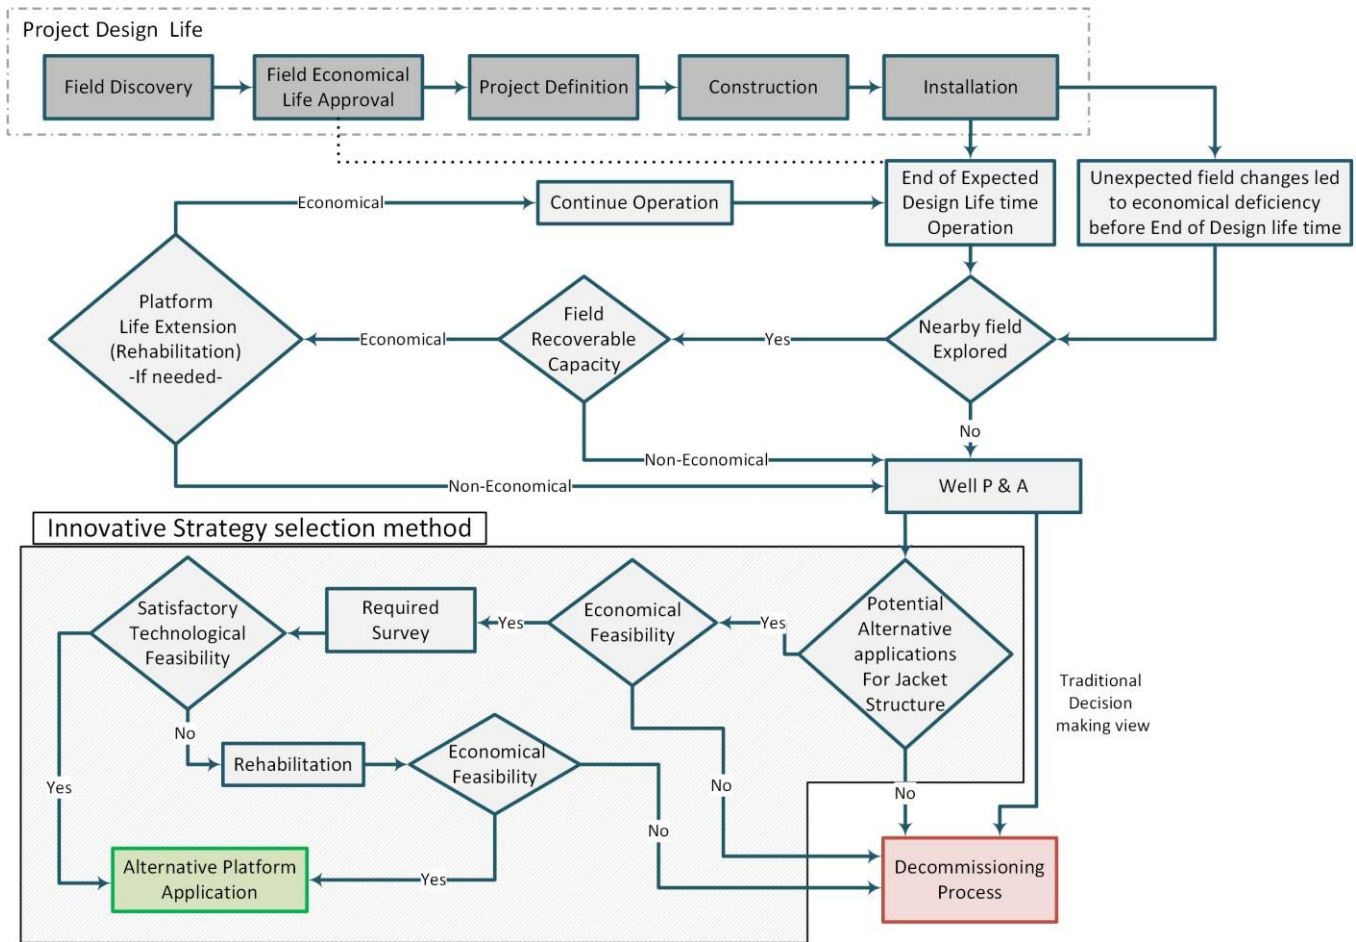 Project Design Life
Field Discovery
Field Economical
Life Approval
Project Definition
Construction
Installation
End of Expected
Design Life time
Operation
Unexpected field changes led
to economical deficiency
before End of Design life time
Economical
Continue Operation
Platform
Life Extension
(Rehabilitation)
-If needed-
Economical
Field
Recoverable
Capacity
Yes
Nearby field
Explored
No
Non-Economical
Non-Economical
Well P & A
Innovative Strategy selection method
Satisfactory
Technological
Feasibility
Required
Survey
Yes
Economical
Feasibility
Yes
Potential
Alternative
applications
For Jacket
Structure
Traditional
Decision
making view
No
Rehabilitation
Economical
Feasibility
Yes
No
No
No
Alternative Platform
Application
Yes
Decommissioning
Process